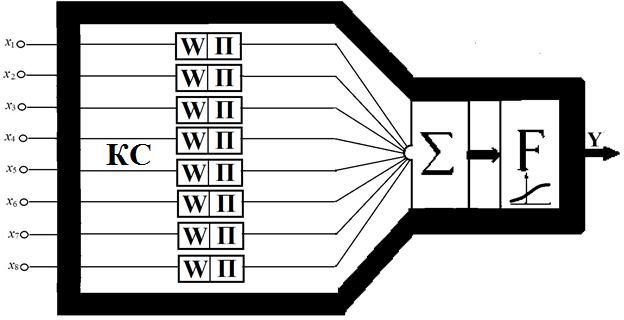 x1 W П
x2 W П
x3 W П
x4 W П
КС
Σ F Y
x5 W П
x6 W П
x7 W П
x8 W П